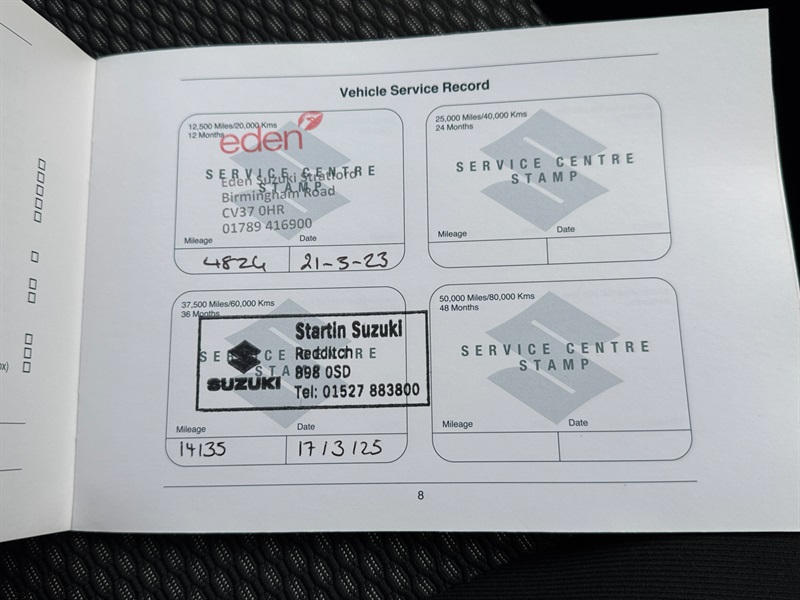 Vehicle Service Record
12,500 Miles/20,000 Kms
12 Months
eden
SERVICE CENTRE
STAMP
Eden Suzuki Stratford
Birmingham Road
CV37 0HR
01789 416900
Mileage
Date
4824
21-3-23
25,000 Miles/40,000 Kms
24 Months
SERVICE CENTRE
STAMP
Mileage
Date
37,500 Miles/60,000 Kms
36 Months
SERVICE CENTRE
STAMP
SUZUKI
Startin Suzuki
Redditch
B98 0SD
Tel: 01527 883800
Mileage
Date
14135
17/3/25
50,000 Miles/80,000 Kms
48 Months
SERVICE CENTRE
STAMP
Mileage
Date
8